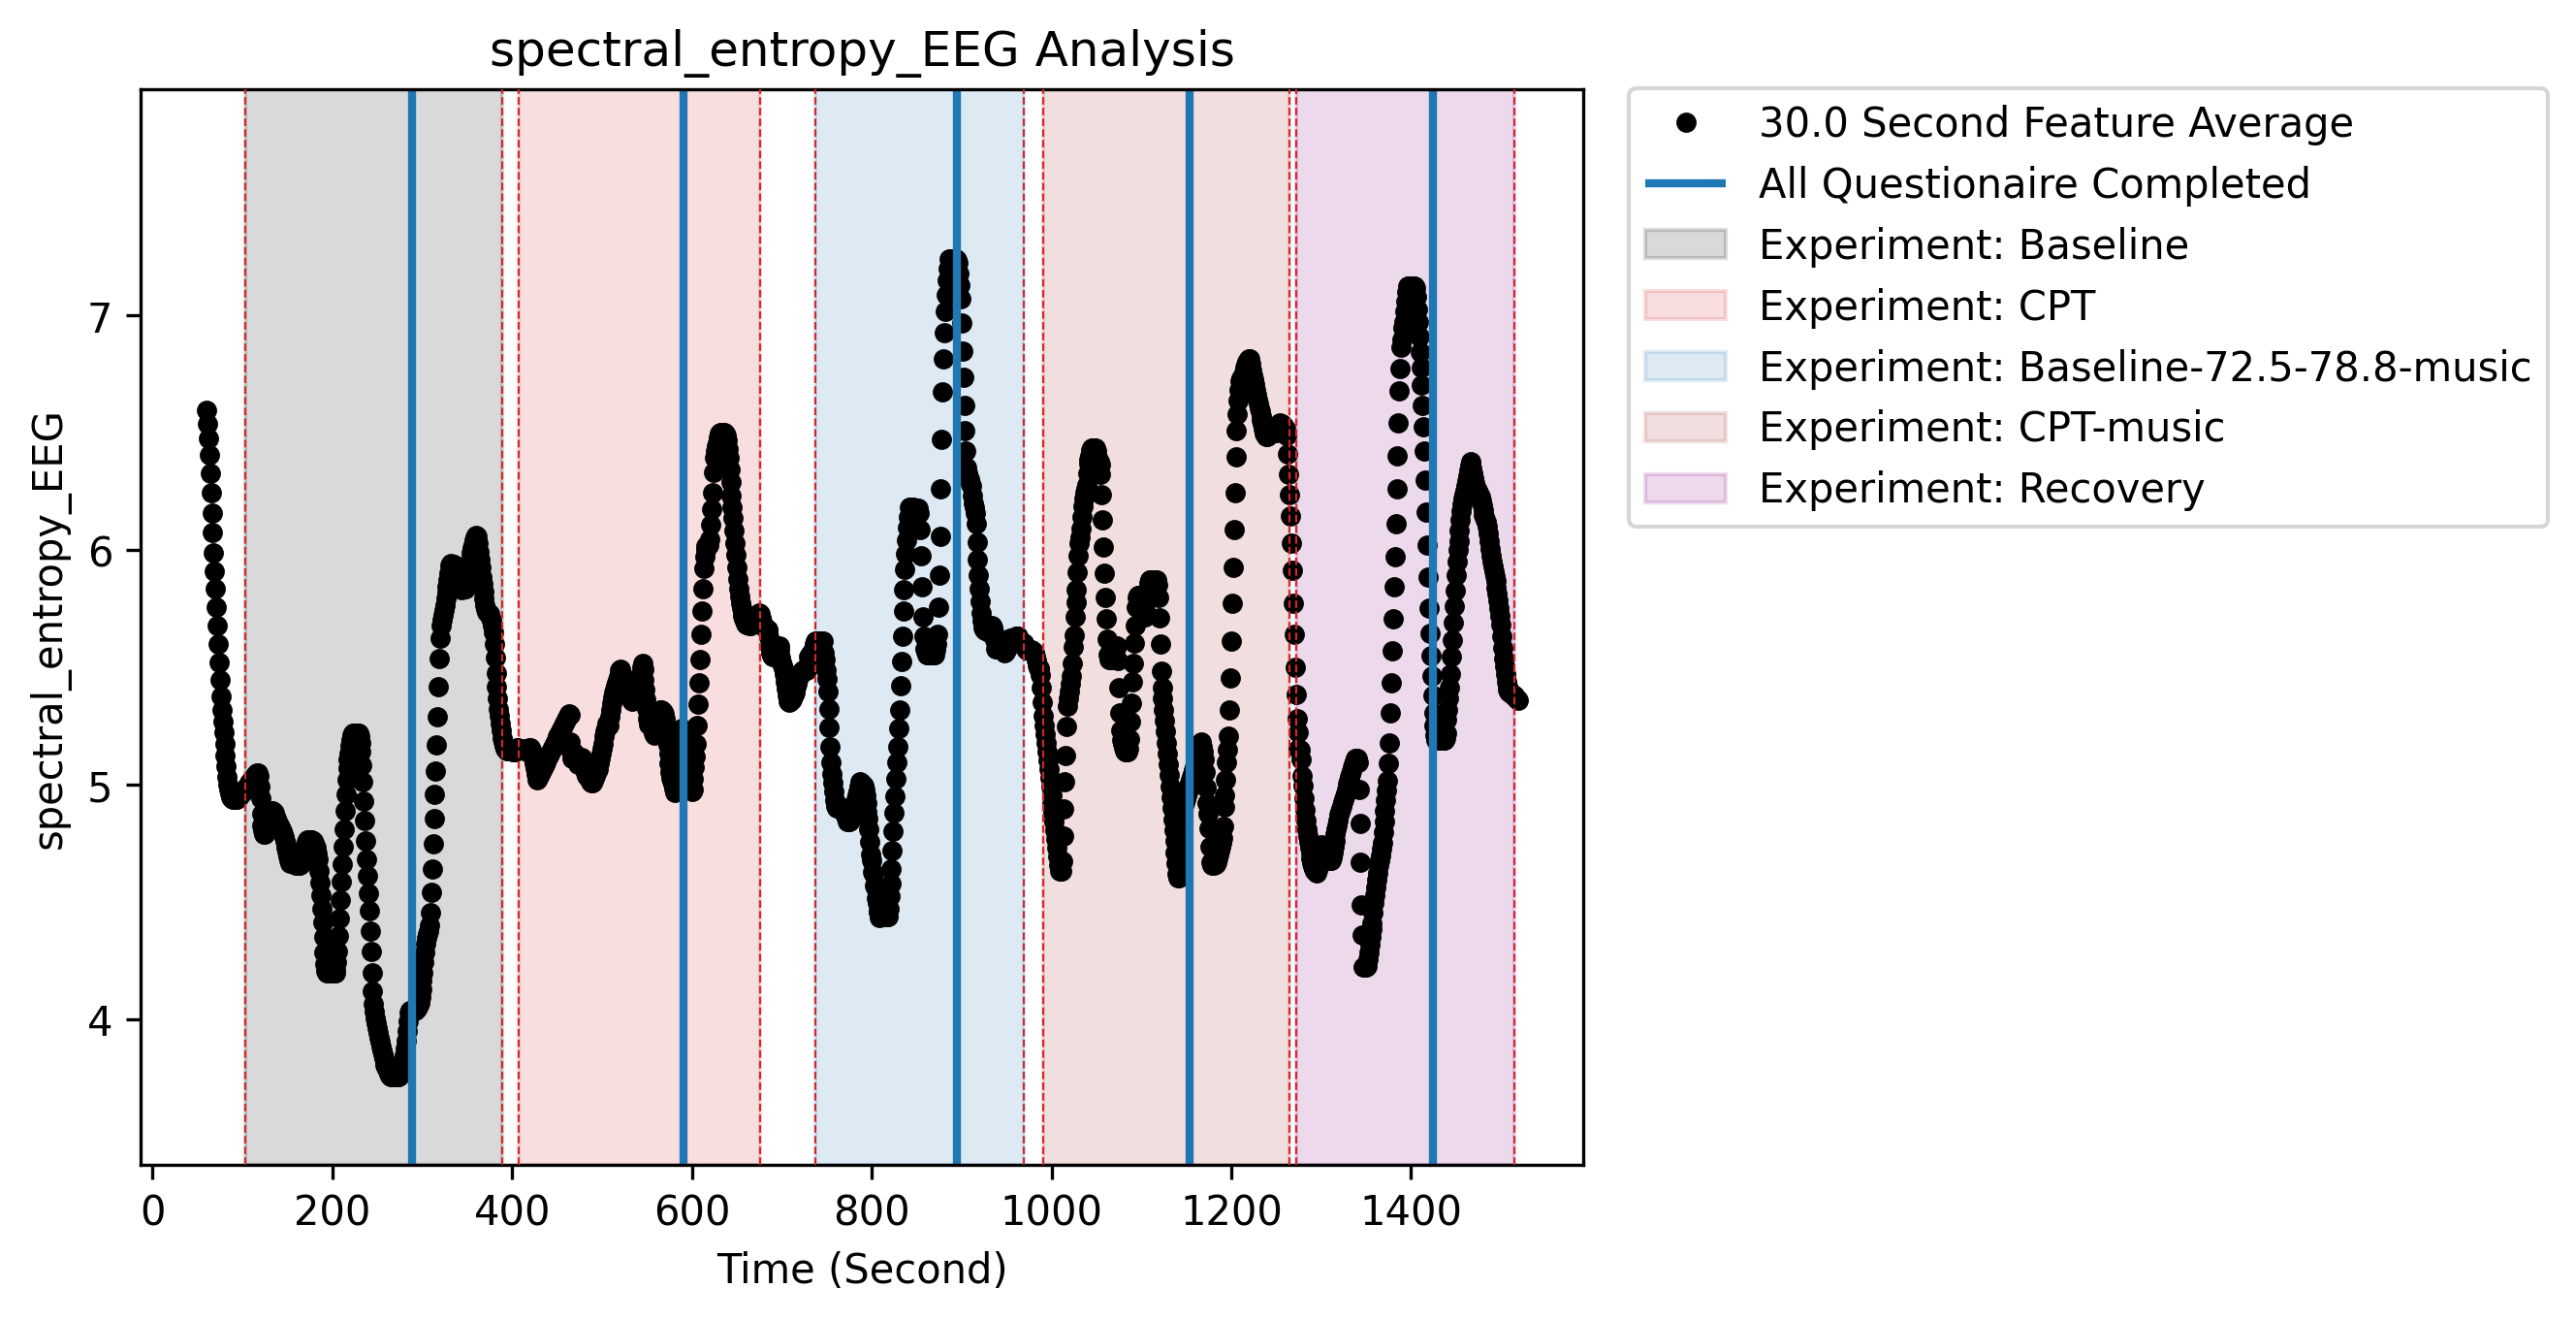 spectral_entropy_EEG Analysis
spectral_entropy_EEG
7
6
5
4
0 200 400 600 800 1000 1200 1400
Time (Second)
30.0 Second Feature Average
All Questionaire Completed
Experiment: Baseline
Experiment: CPT
Experiment: Baseline-72.5-78.8-music
Experiment: CPT-music
Experiment: Recovery